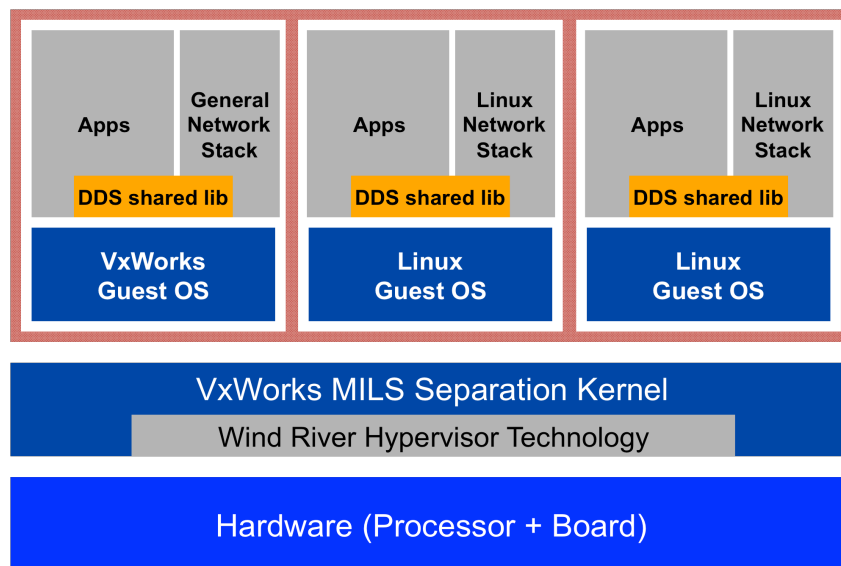 Apps
General
Network
Stack
DDS shared lib
VxWorks
Guest OS
Apps
Linux
Network
Stack
DDS shared lib
Linux
Guest OS
Apps
Linux
Network
Stack
DDS shared lib
Linux
Guest OS
VxWorks MILS Separation Kernel
Wind River Hypervisor Technology
Hardware (Processor + Board)